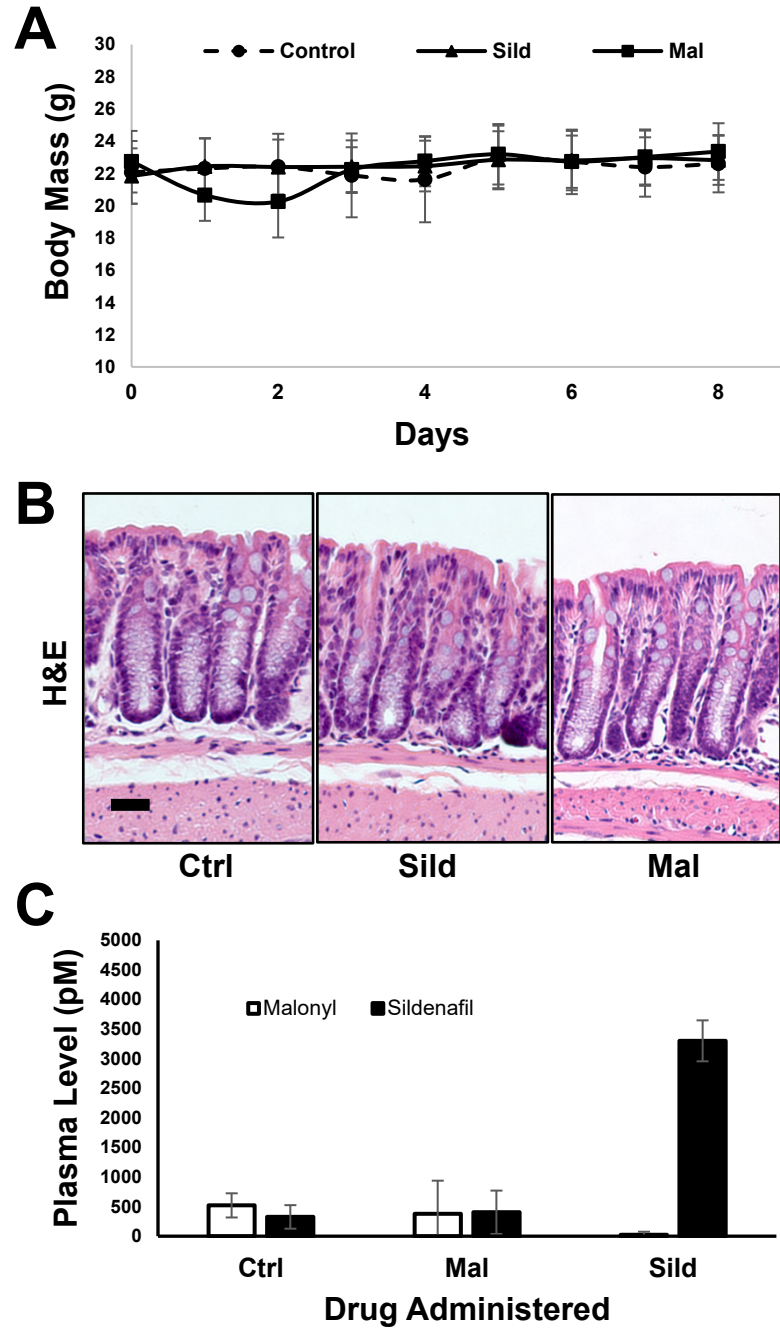 A
Body Mass (g)
30
28
26
24
22
20
18
16
14
12
10
Control Sild Mal
0 2 4 6 8
Days
B
H&E
Ctrl Sild Mal
C
Plasma Level (pM)
5000
4500
4000
3500
3000
2500
2000
1500
1000
500
0
Malonyl Sildenafil
Ctrl Mal Sild
Drug Administered